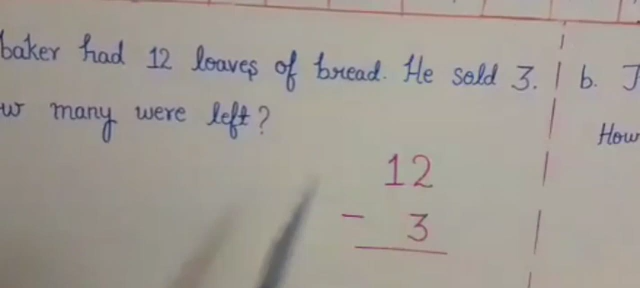 baker had 12 loaves of bread. He sold 3.
w many were left?
12
- 3
b. J
How